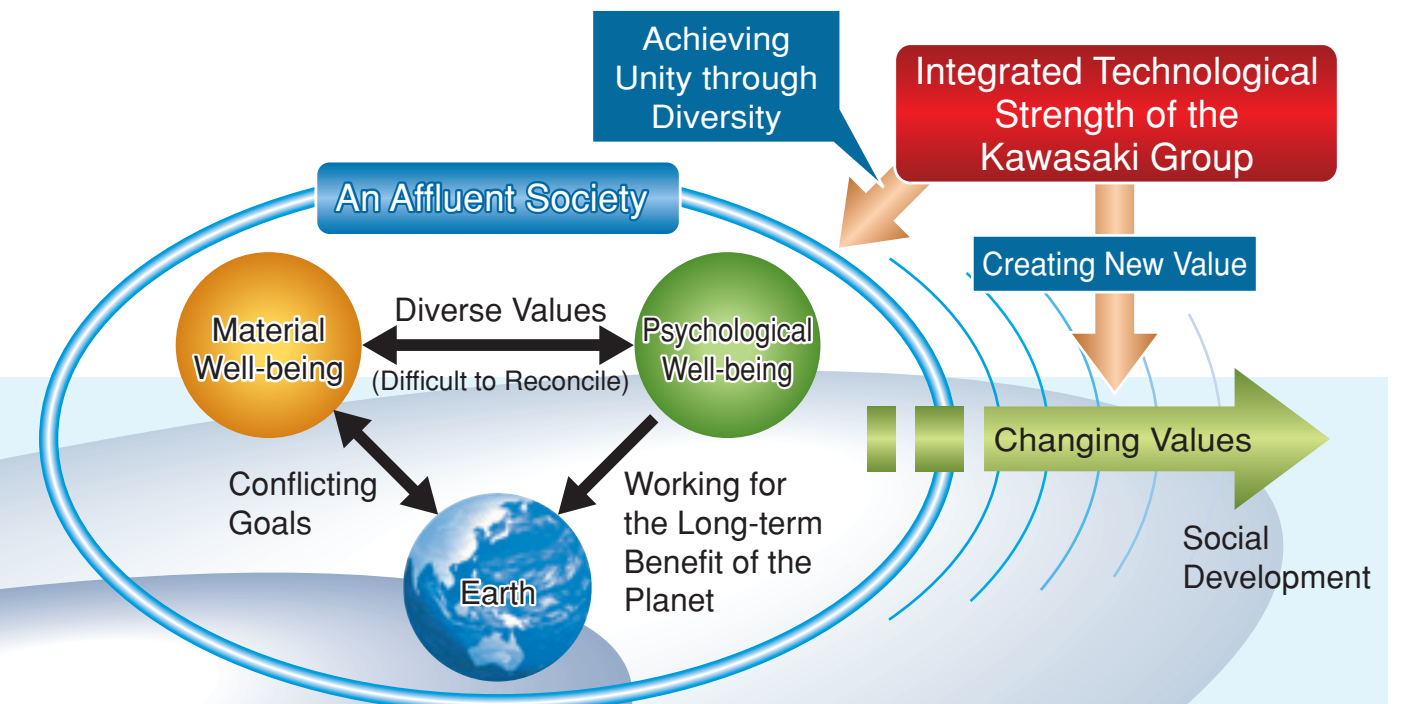 Achieving
Unity through
Diversity
Integrated Technological
Strength of the
Kawasaki Group
An Affluent Society
Creating New Value
Material
Well-being
Diverse Values
(Difficult to Reconcile)
Psychological
Well-being
Changing Values
Conflicting
Goals
Working for
the Long-term
Benefit of the
Planet
Earth
Social
Development